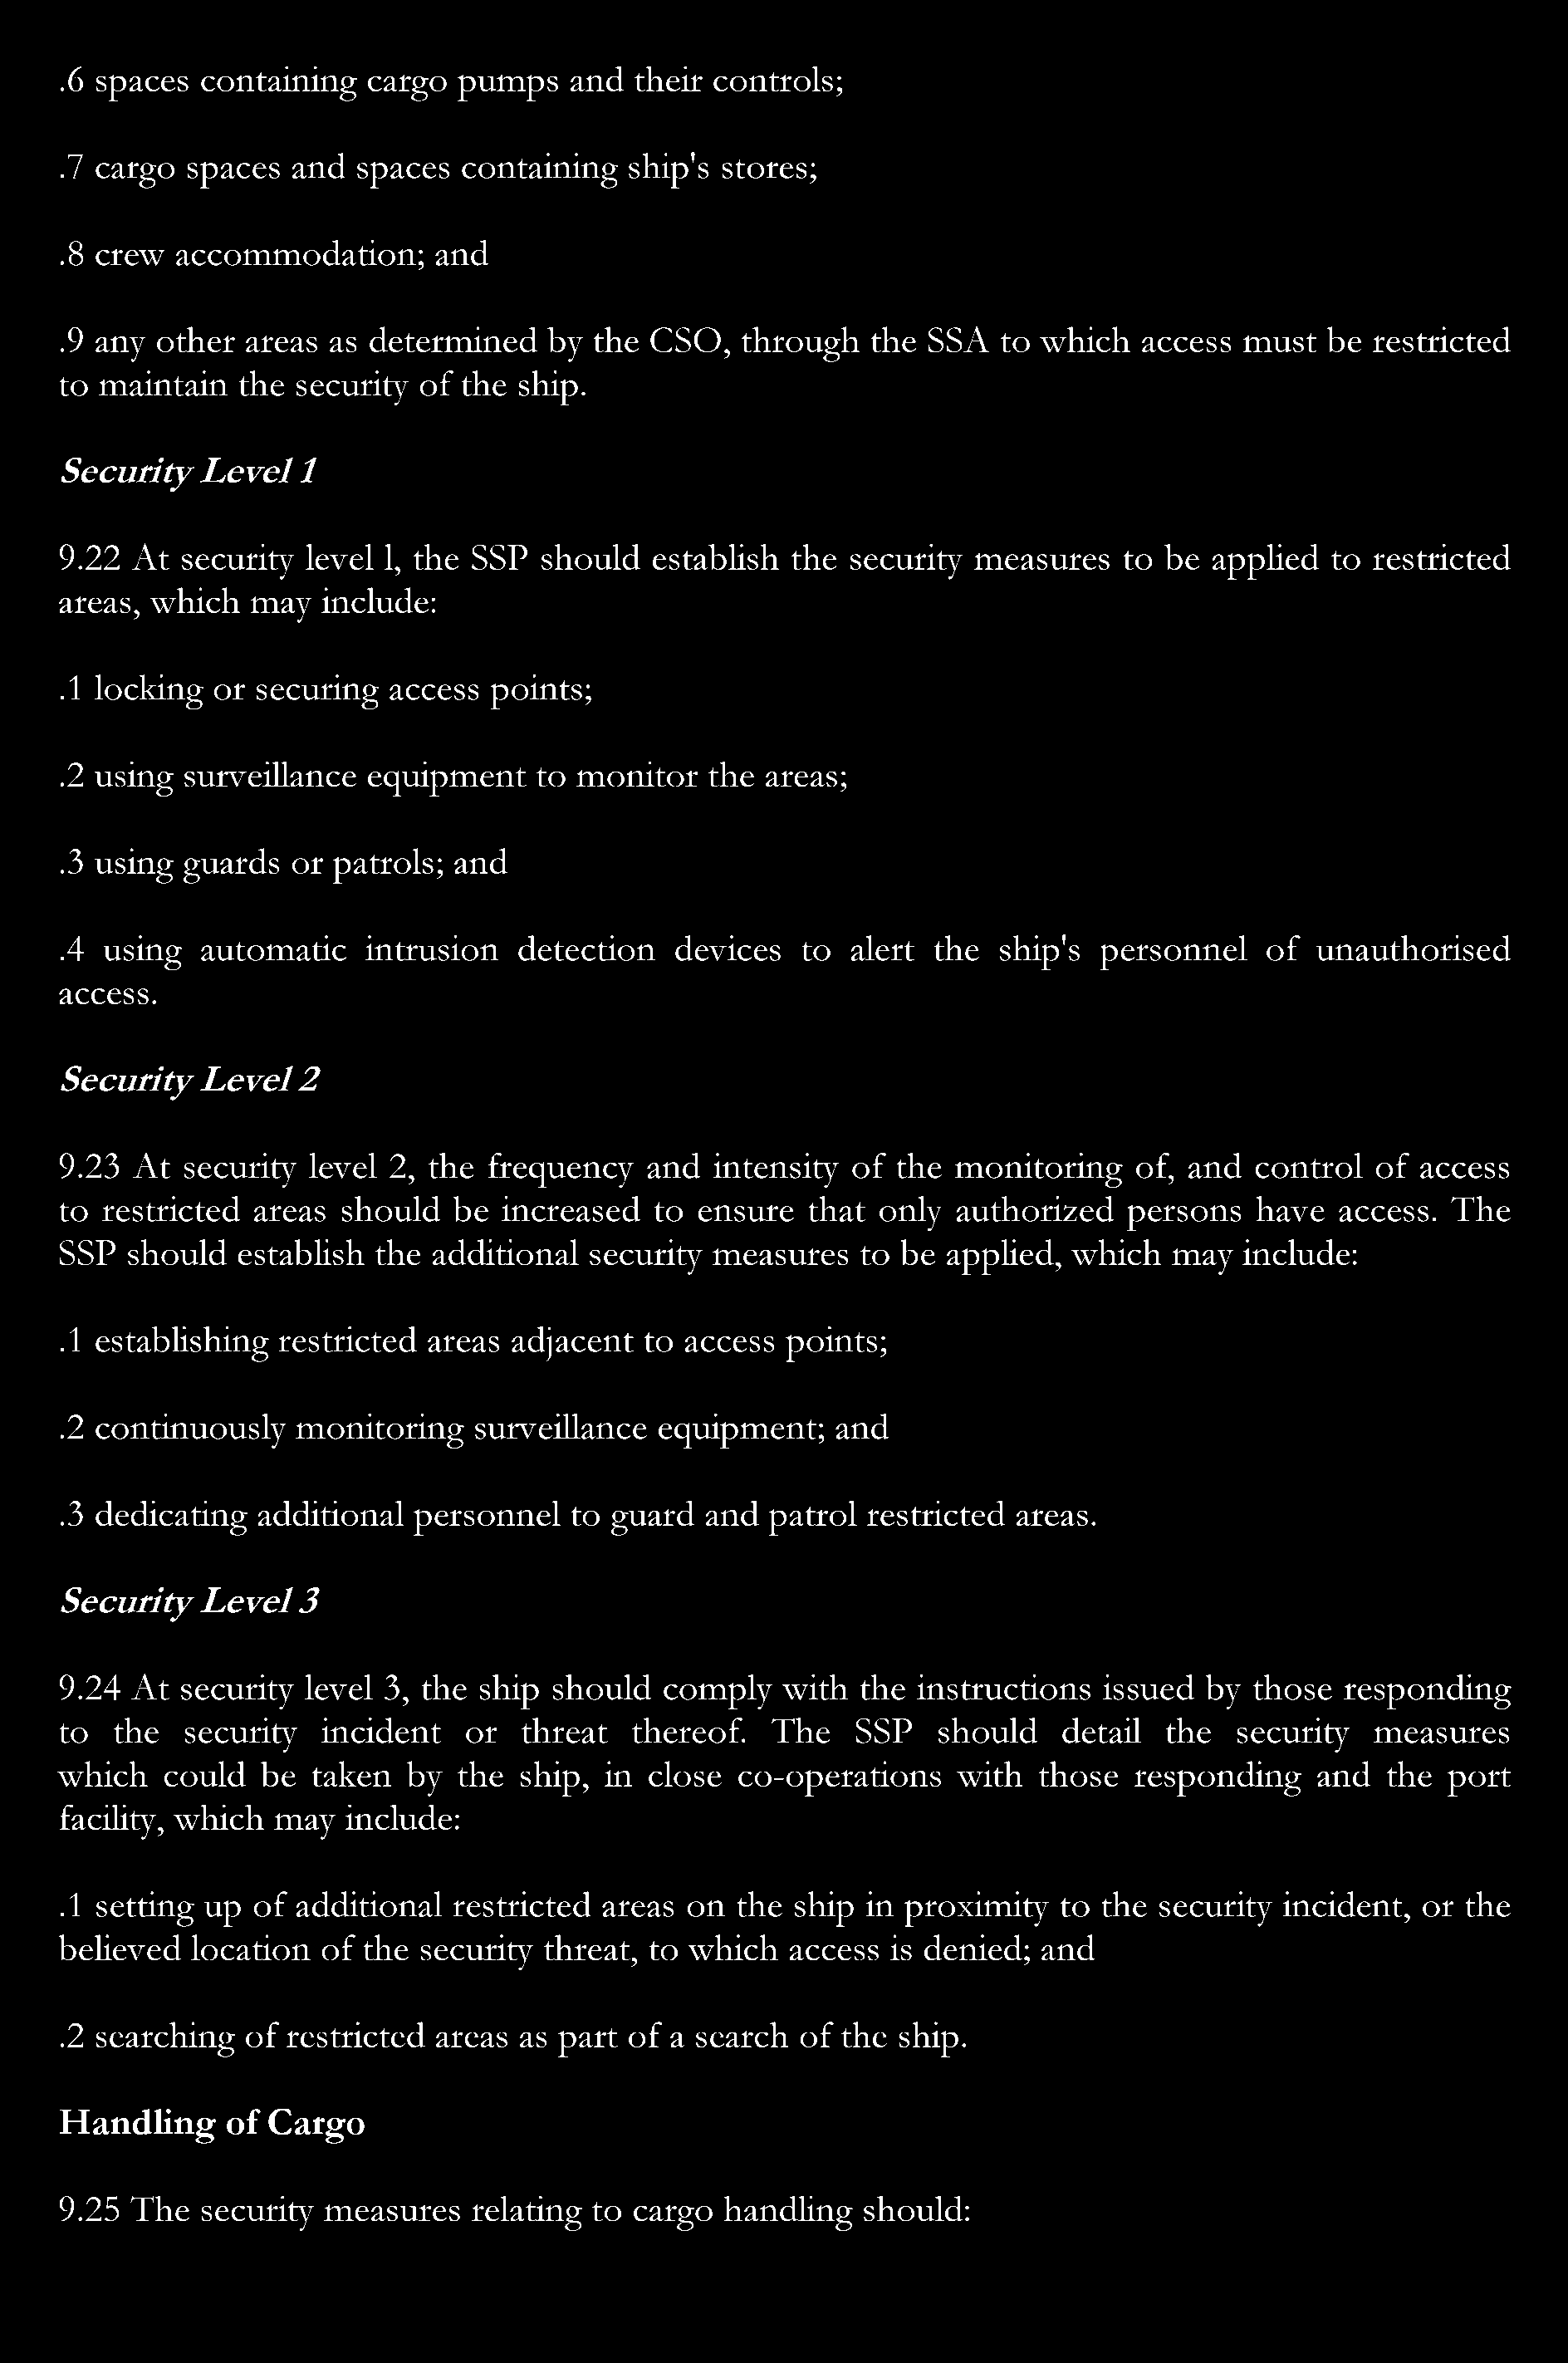 .6 spaces containing cargo pumps and their controls;
.7 cargo spaces and spaces containing ship's stores;
.8 crew accommodation; and
.9 any other areas as determined by the CSO, through the SSA to which access must be restricted
to maintain the security of the ship.
Security Level 1
9.22 At security level l, the SSP should establish the security measures to be applied to restricted
areas, which may include:
.1 locking or securing access points;
.2 using surveillance equipment to monitor the areas;
.3 using guards or patrols; and
.4 using automatic intrusion detection devices to alert the ship's personnel of unauthorised
access.
Security Level 2
9.23 At security level 2, the frequency and intensity of the monitoring of, and control of access
to restricted areas should be increased to ensure that only authorized persons have access. The
SSP should establish the additional security measures to be applied, which may include:
.1 establishing restricted areas adjacent to access points;
.2 continuously monitoring surveillance equipment; and
.3 dedicating additional personnel to guard and patrol restricted areas.
Security Level 3
9.24 At security level 3, the ship should comply with the instructions issued by those responding
to the security incident or threat thereof. The SSP should detail the security measures
which could be taken by the ship, in close co-operations with those responding and the port
facility, which may include:
.1 setting up of additional restricted areas on the ship in proximity to the security incident, or the
believed location of the security threat, to which access is denied; and
.2 searching of restricted areas as part of a search of the ship.
Handling of Cargo
9.25 The security measures relating to cargo handling should: